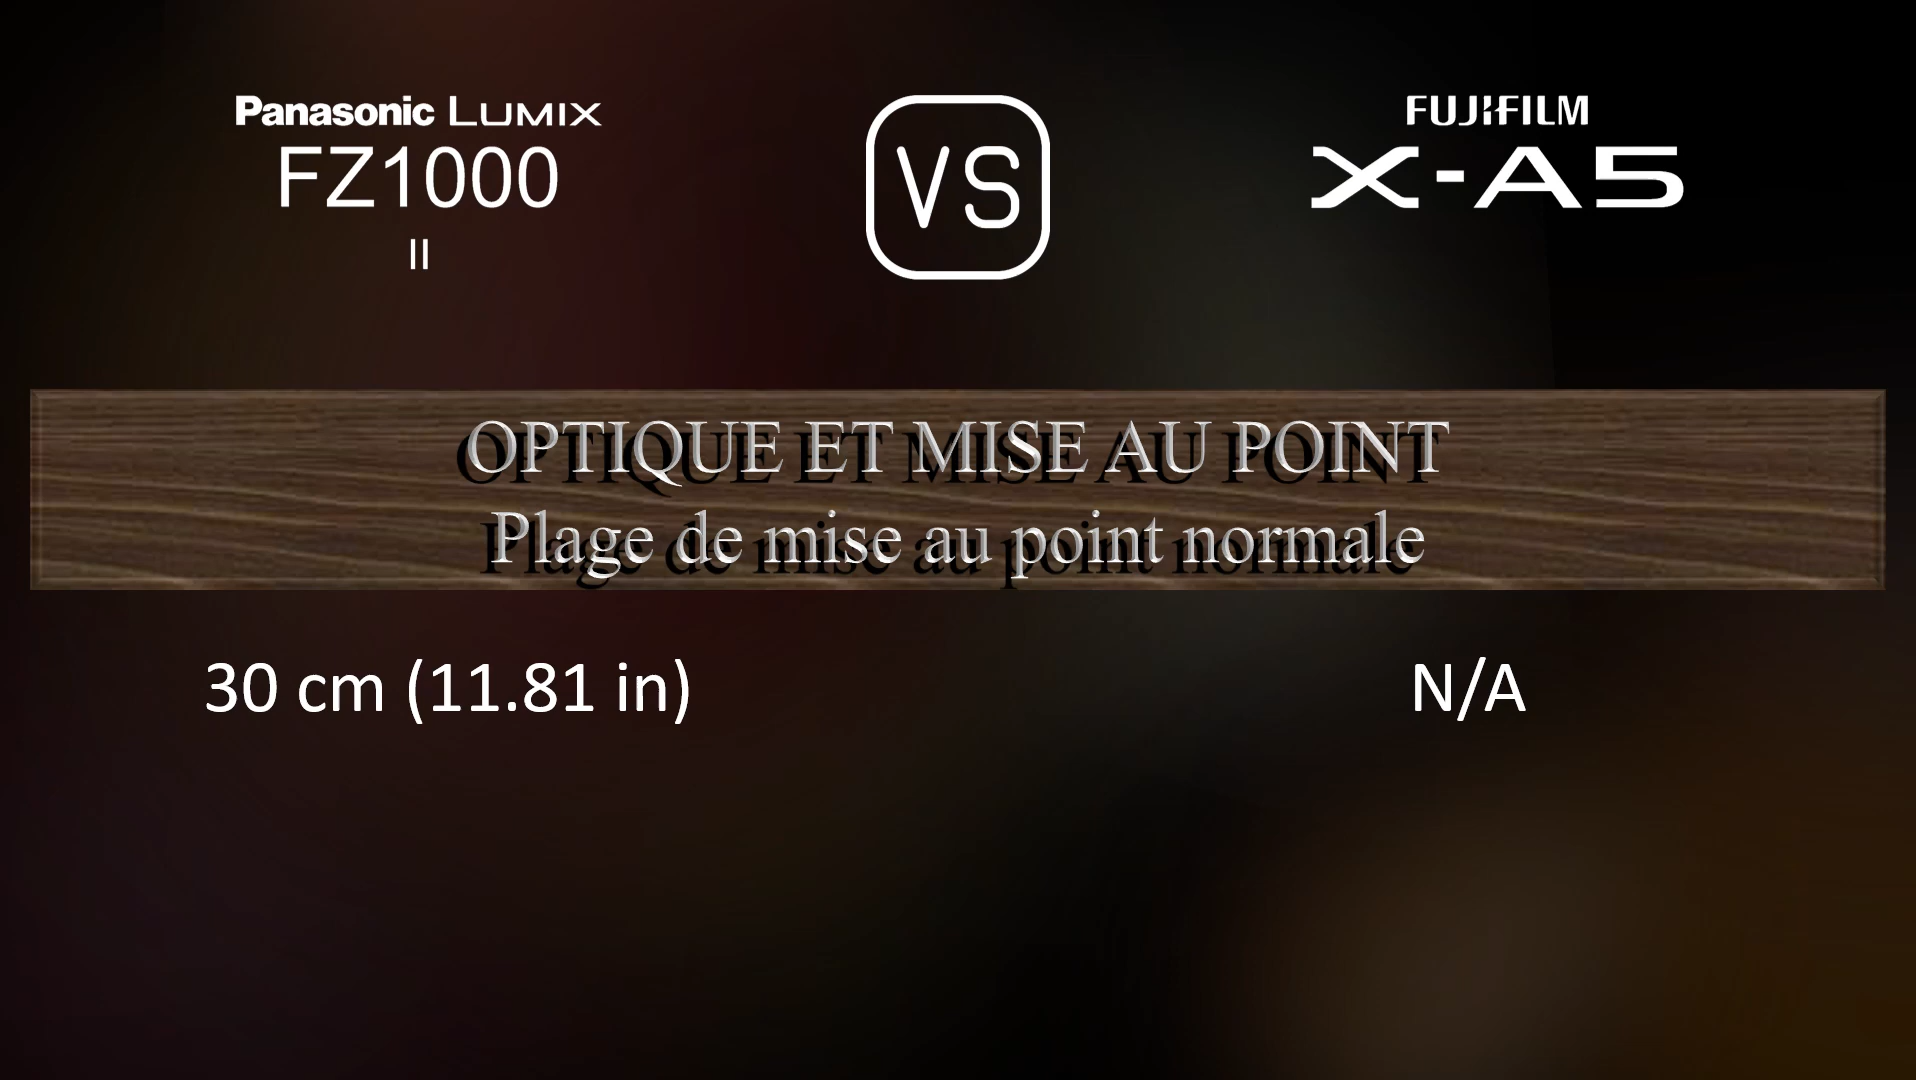 Panasonic LUMIX
FZ1000
II
VS
FUJIFILM
X-A5
OPTIQUE ET MISE AU POINT
Plage de mise au point normale
30 cm (11.81 in)
N/A